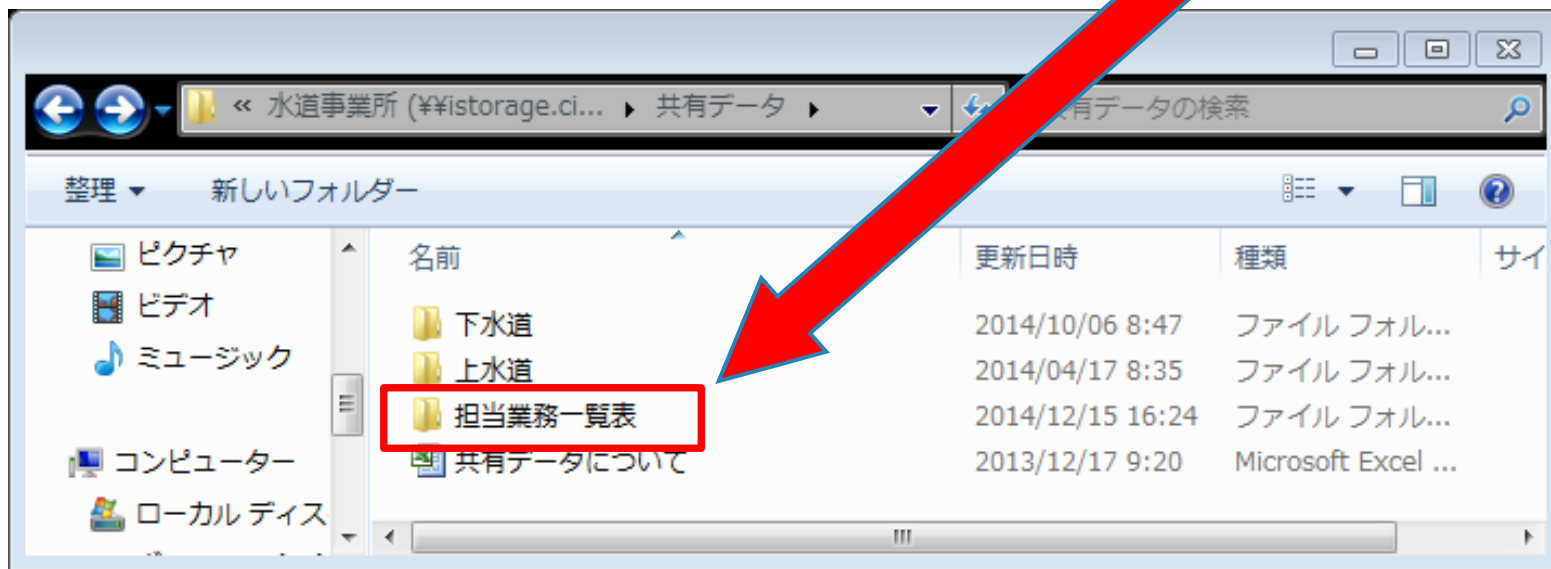 « 水道事業所 (¥¥istorage.ci... ▸ 共有データ ▸ 有データの検索
整理 ▼ 新しいフォルダー
ピクチャ
ビデオ
ミュージック
コンピューター
ローカル ディス
名前 更新日時 種類 サイ
下水道 2014/10/06 8:47 ファイル フォル...
上水道 2014/04/17 8:35 ファイル フォル...
担当業務一覧表 2014/12/15 16:24 ファイル フォル...
共有データについて 2013/12/17 9:20 Microsoft Excel ...